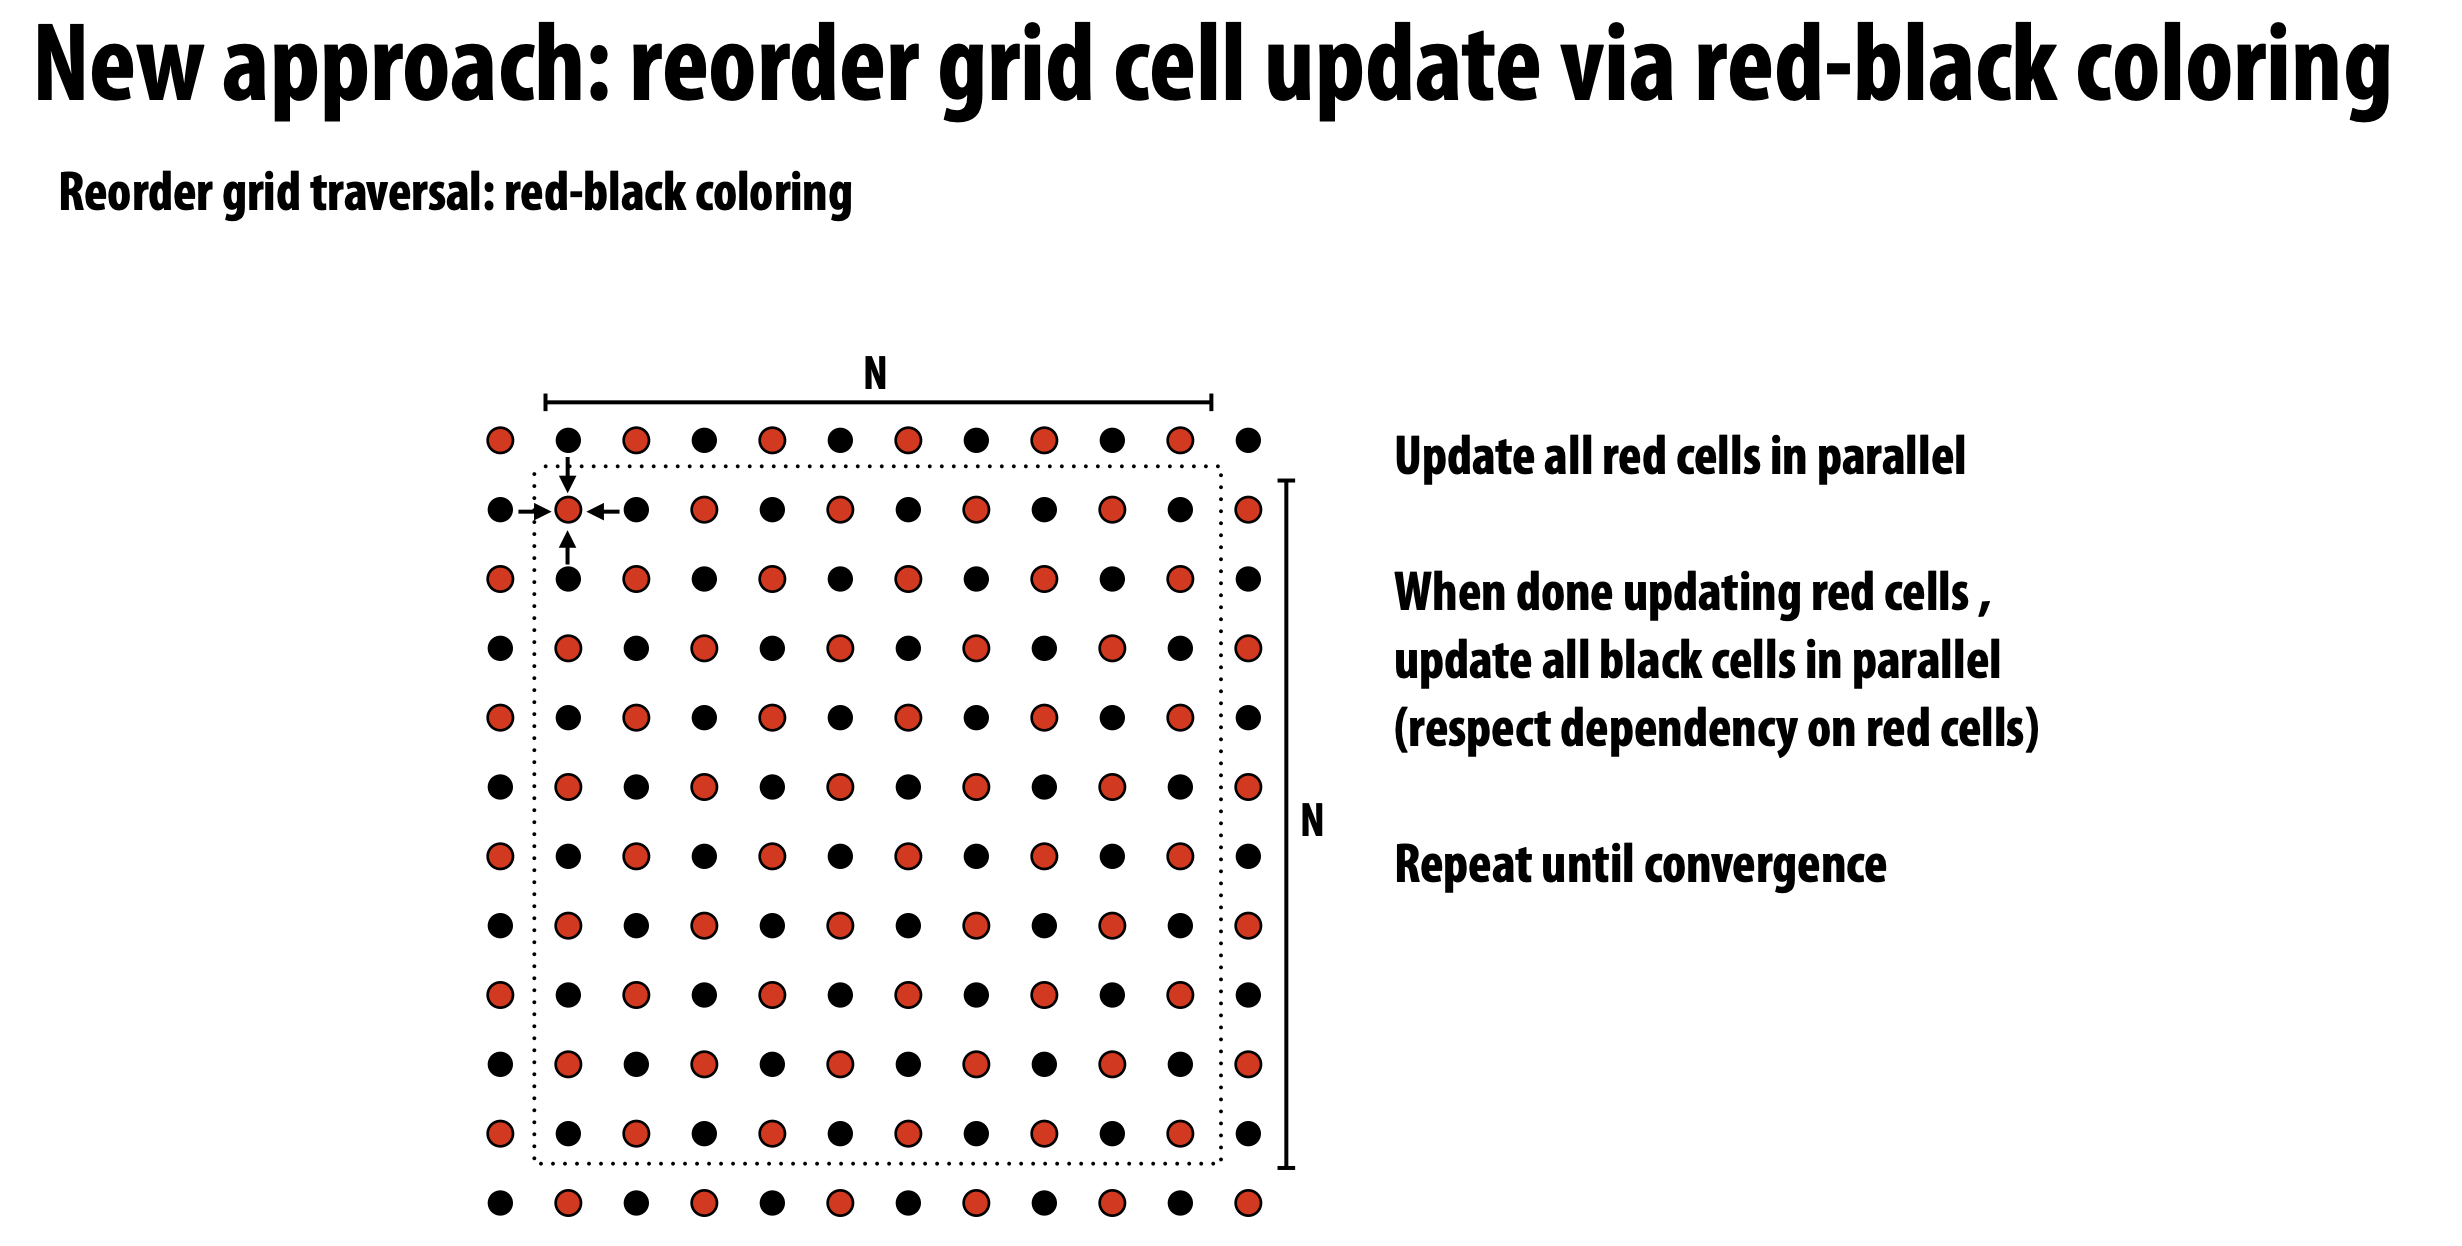 New approach: reorder grid cell update via red-black coloring
Reorder grid traversal: red-black coloring
N
Update all red cells in parallel
When done updating red cells ,
update all black cells in parallel
(respect dependency on red cells)
N
Repeat until convergence